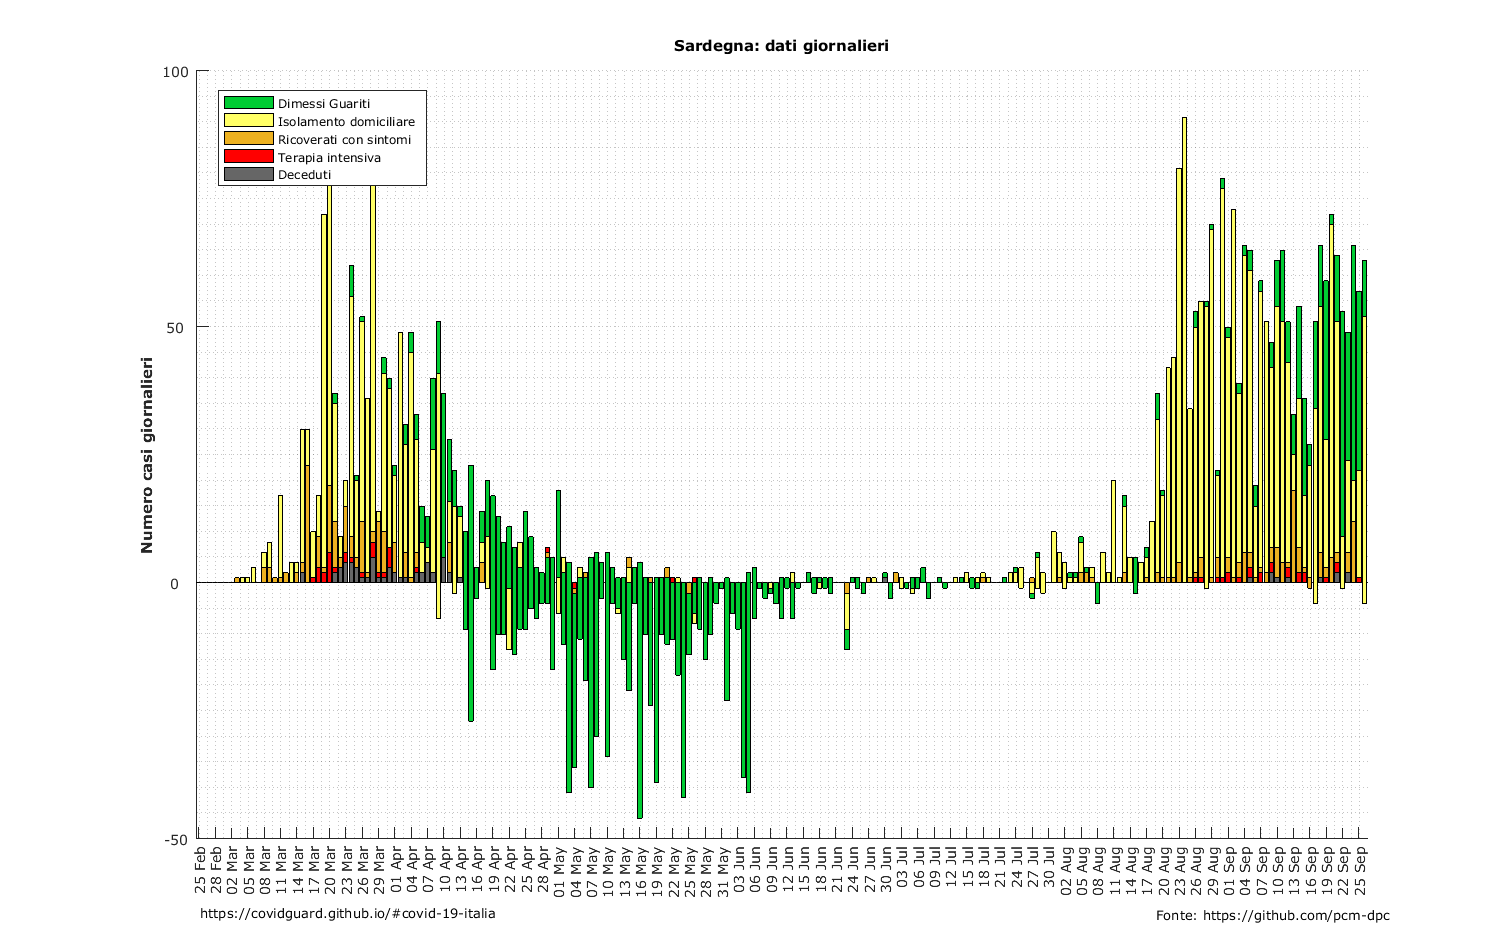 Sardegna: dati giornalieri
100
50
0
-50
Numero casi giornalieri
Dimessi Guariti
Isolamento domiciliare
Ricoverati con sintomi
Terapia intensiva
Deceduti
25 Feb
28 Feb
02 Mar
05 Mar
08 Mar
11 Mar
14 Mar
17 Mar
20 Mar
23 Mar
26 Mar
29 Mar
01 Apr
04 Apr
07 Apr
10 Apr
13 Apr
16 Apr
19 Apr
22 Apr
25 Apr
28 Apr
01 May
04 May
07 May
10 May
13 May
16 May
19 May
22 May
25 May
28 May
31 May
03 Jun
06 Jun
09 Jun
12 Jun
15 Jun
18 Jun
21 Jun
24 Jun
27 Jun
30 Jun
03 Jul
06 Jul
09 Jul
12 Jul
15 Jul
18 Jul
21 Jul
24 Jul
27 Jul
30 Jul
02 Aug
05 Aug
08 Aug
11 Aug
14 Aug
17 Aug
20 Aug
23 Aug
26 Aug
29 Aug
01 Sep
04 Sep
07 Sep
10 Sep
13 Sep
16 Sep
19 Sep
22 Sep
25 Sep
https://covidguard.github.io/#covid-19-italia
Fonte: https://github.com/pcm-dpc